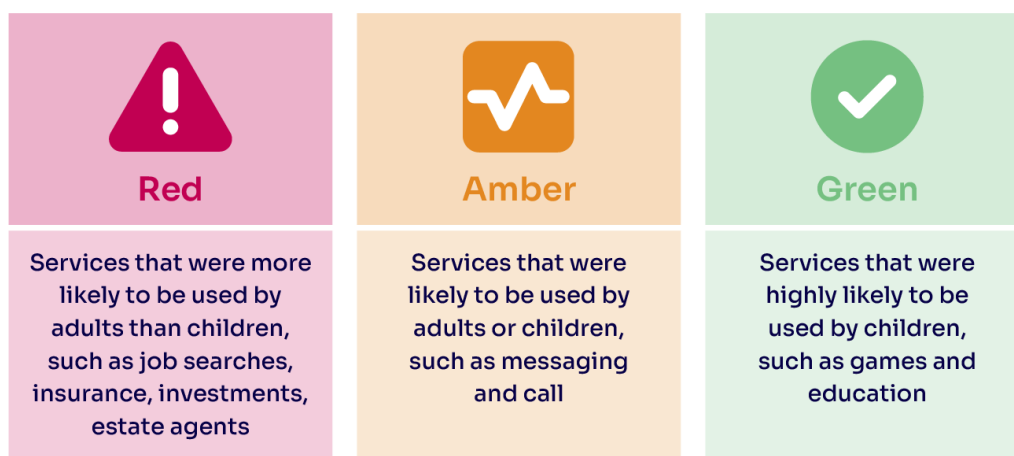 Red
Services that were more
likely to be used by
adults than children,
such as job searches,
insurance, investments,
estate agents
Amber
Services that were
likely to be used by
adults or children,
such as messaging
and call
Green
Services that were
highly likely to be
used by children,
such as games and
education